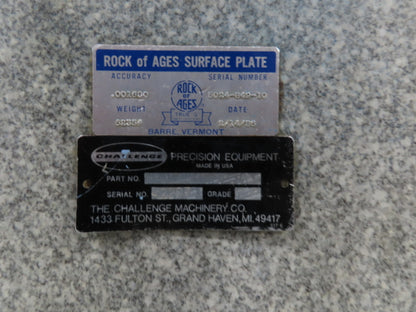 ROCK of AGES SURFACE PLATE
ACCURACY SERIAL NUMBER
.001600
ROCK
of
AGES
WEIGHT DATE
BARRE, VERMONT
CHALLENGE PRECISION EQUIPMENT
MADE IN USA
PART NO.
SERIAL NO. GRADE
THE CHALLENGE MACHINERY CO.
1433 FULTON ST., GRAND HAVEN, MI. 49417